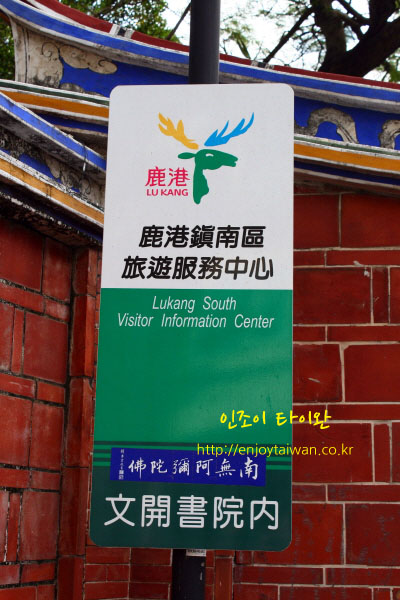 鹿港
LU KANG
鹿港鎮南區
旅遊服務中心
Lukang South
Visitor Information Center
인조이 타이완
http://enjoytaiwan.co.kr
南無阿彌陀佛
文開書院內